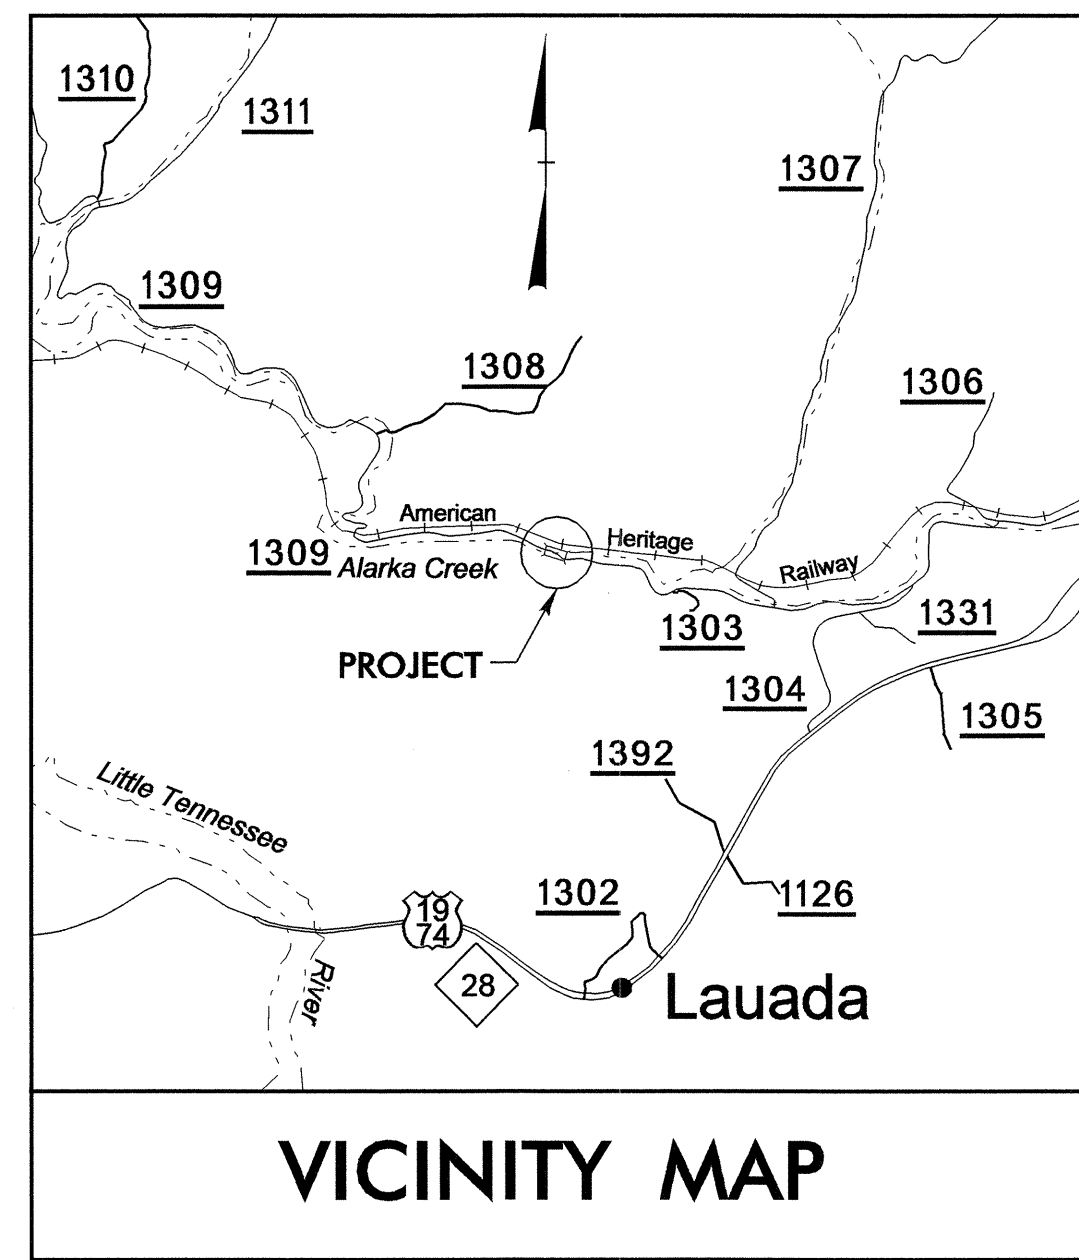 1310
1311
1307
1309
1308
1306
American
Heritage
1309
Alarka Creek
Railway
1303
1331
PROJECT
1304
1305
1392
Little Tennessee
River
1302
1126
19
74
28
Lauada
VICINITY MAP